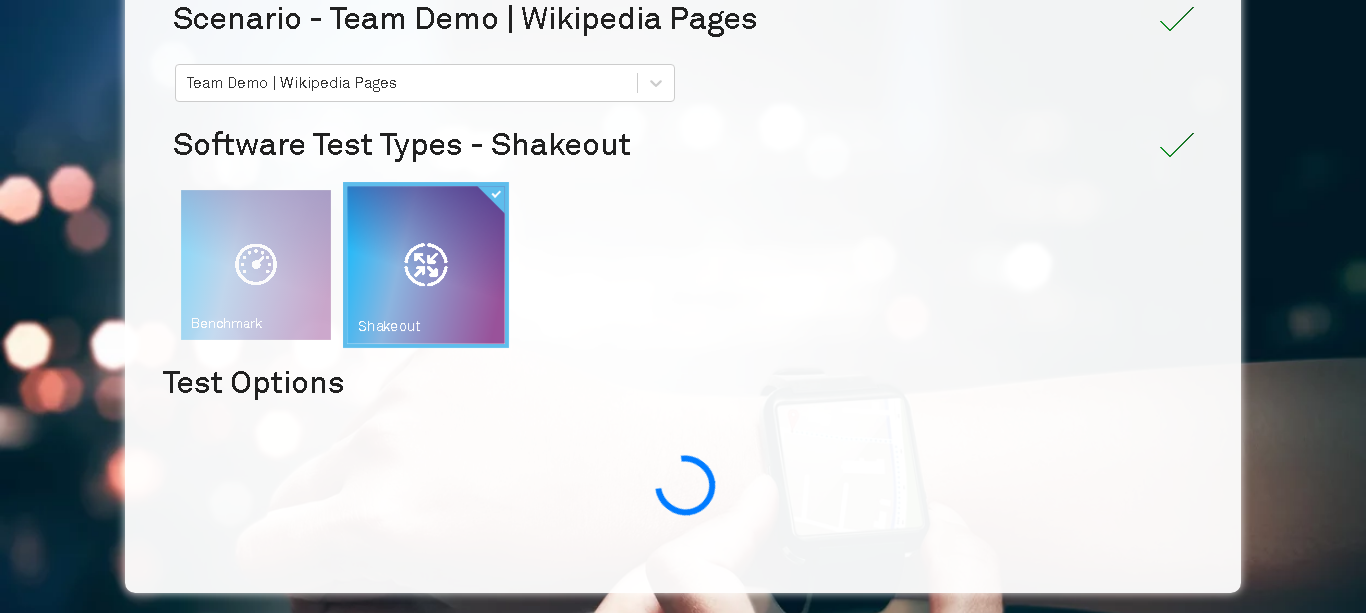 Scenario - Team Demo | Wikipedia Pages
Team Demo | Wikipedia Pages
Software Test Types - Shakeout
Benchmark
Shakeout
Test Options